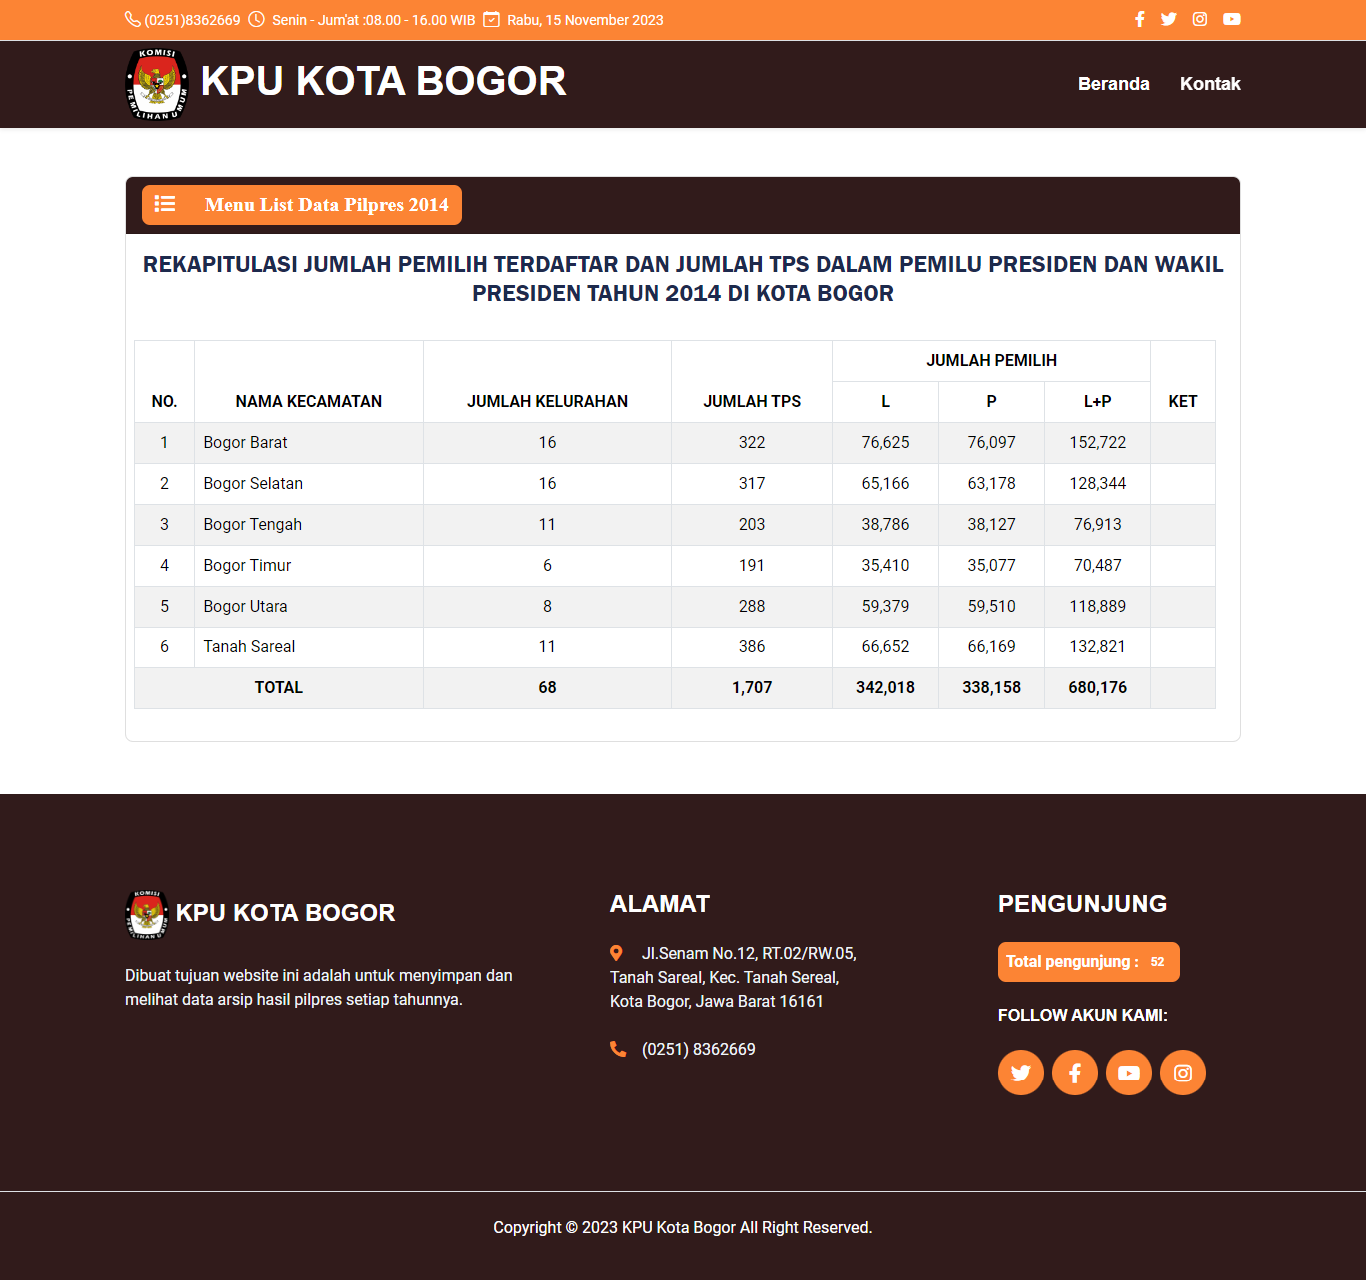 (0251)8362669 Senin - Jum'at :08.00 - 16.00 WIB Rabu, 15 November 2023
KOMISI
PEMILIHAN UMUM
KPU KOTA BOGOR
Beranda Kontak
Menu List Data Pilpres 2014
REKAPITULASI JUMLAH PEMILIH TERDAFTAR DAN JUMLAH TPS DALAM PEMILU PRESIDEN DAN WAKIL
PRESIDEN TAHUN 2014 DI KOTA BOGOR
JUMLAH PEMILIH
NO. NAMA KECAMATAN JUMLAH KELURAHAN JUMLAH TPS L P L+P KET
1 Bogor Barat 16 322 76,625 76,097 152,722
2 Bogor Selatan 16 317 65,166 63,178 128,344
3 Bogor Tengah 11 203 38,786 38,127 76,913
4 Bogor Timur 6 191 35,410 35,077 70,487
5 Bogor Utara 8 288 59,379 59,510 118,889
6 Tanah Sareal 11 386 66,652 66,169 132,821
TOTAL 68 1,707 342,018 338,158 680,176
KOMISI
PEMILIHAN UMUM
KPU KOTA BOGOR
Dibuat tujuan website ini adalah untuk menyimpan dan
melihat data arsip hasil pilpres setiap tahunnya.
ALAMAT
Jl.Senam No.12, RT.02/RW.05,
Tanah Sareal, Kec. Tanah Sereal,
Kota Bogor, Jawa Barat 16161
(0251) 8362669
PENGUNJUNG
Total pengunjung : 52
FOLLOW AKUN KAMI:
Copyright © 2023 KPU Kota Bogor All Right Reserved.